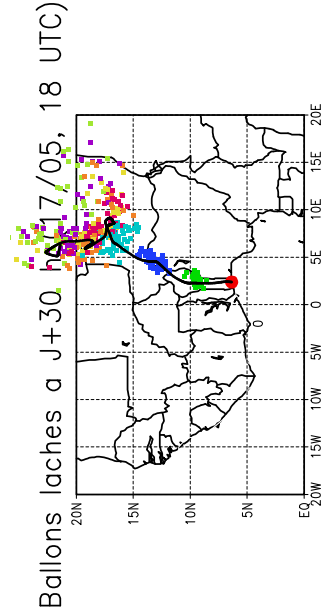 Ballons laches a J+30 17/05, 18 UTC)
20N
15N
10N
5N
EQ
20W
15W
10W
5W
0
5E
10E
15E
20E
0